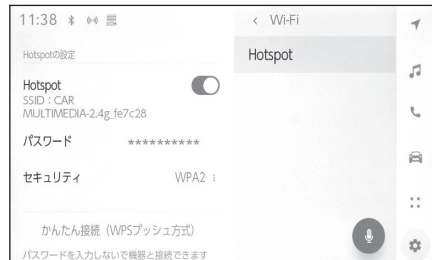 11:38
DCM
Hotspotの設定
Hotspot
SSID：CAR
MULTIMEDIA-2.4g_fe7c28
パスワード **********
セキュリティ WPA2
かんたん接続（WPSプッシュ方式）
パスワードを入力しないで機器と接続できます
< Wi-Fi
Hotspot